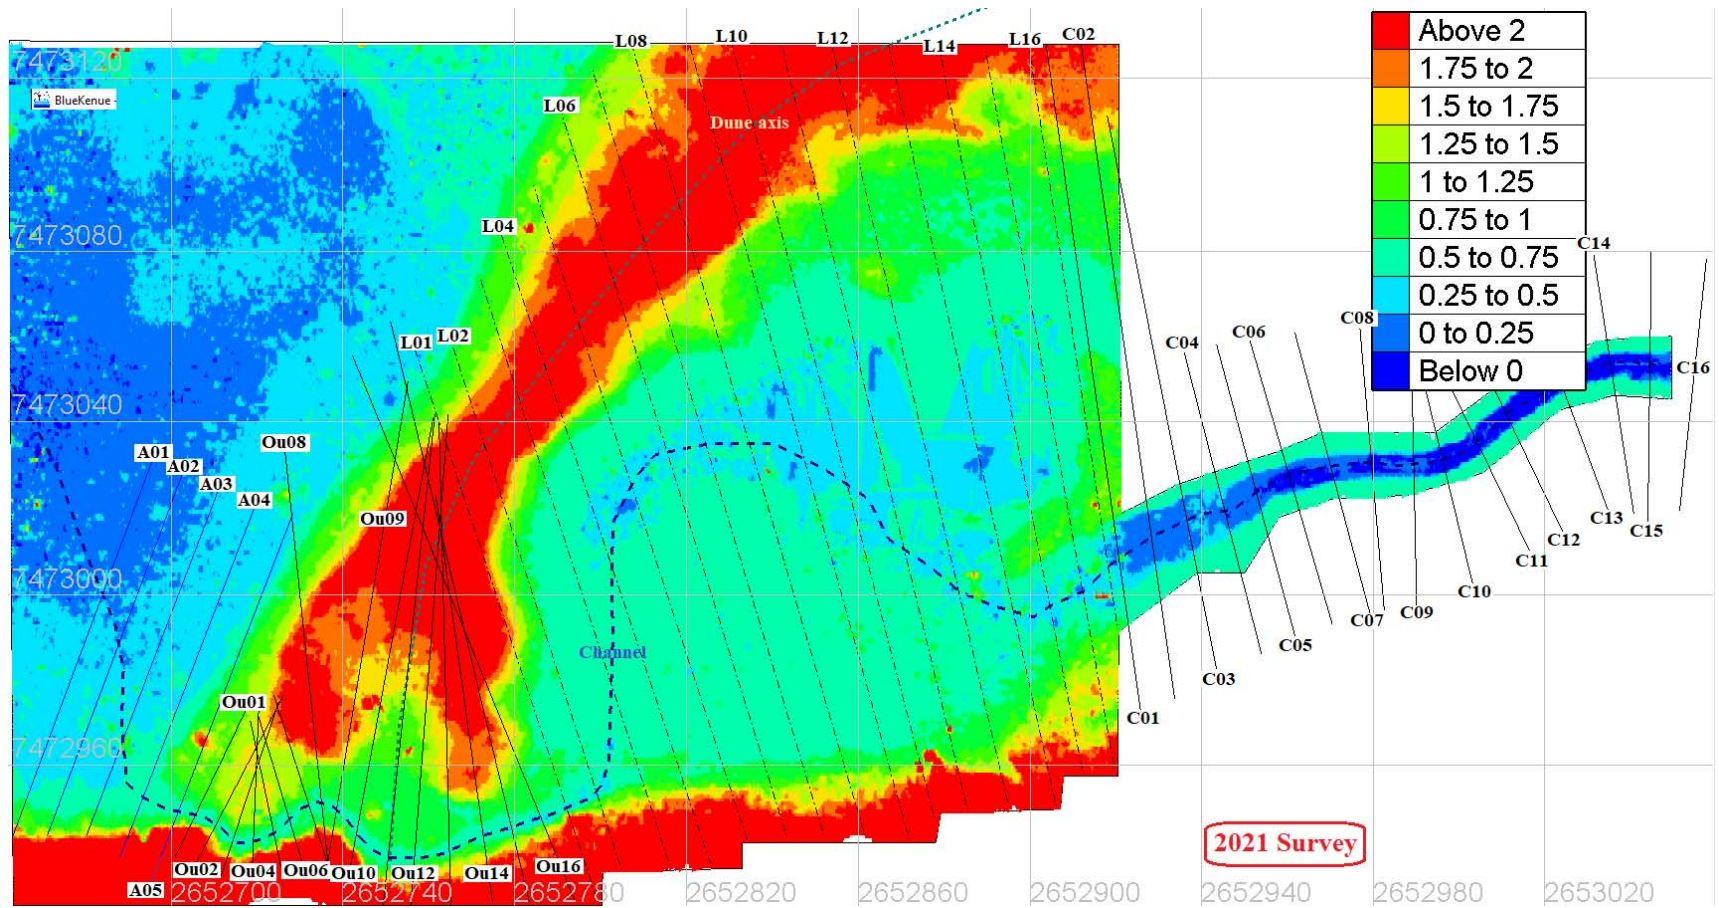 L08
L10
L12
L14
L16
C02
Above 2
1.75 to 2
1.5 to 1.75
1.25 to 1.5
1 to 1.25
0.75 to 1
0.5 to 0.75
0.25 to 0.5
0 to 0.25
Below 0
7473120
BlueKenue
L06
Dune axis
7473080
L04
C14
L01
L02
C04
C06
C08
C16
7473040
A01
A02
A03
A04
Ou08
Ou09
C13
C15
C12
C11
7473000
C10
C09
C07
C05
Channel
C03
C01
Ou01
7472960
2021 Survey
Ou02
Ou04
Ou06
Ou10
Ou12
Ou14
Ou16
A05
2652700
2652740
2652780
2652820
2652860
2652900
2652940
2652980
2653020